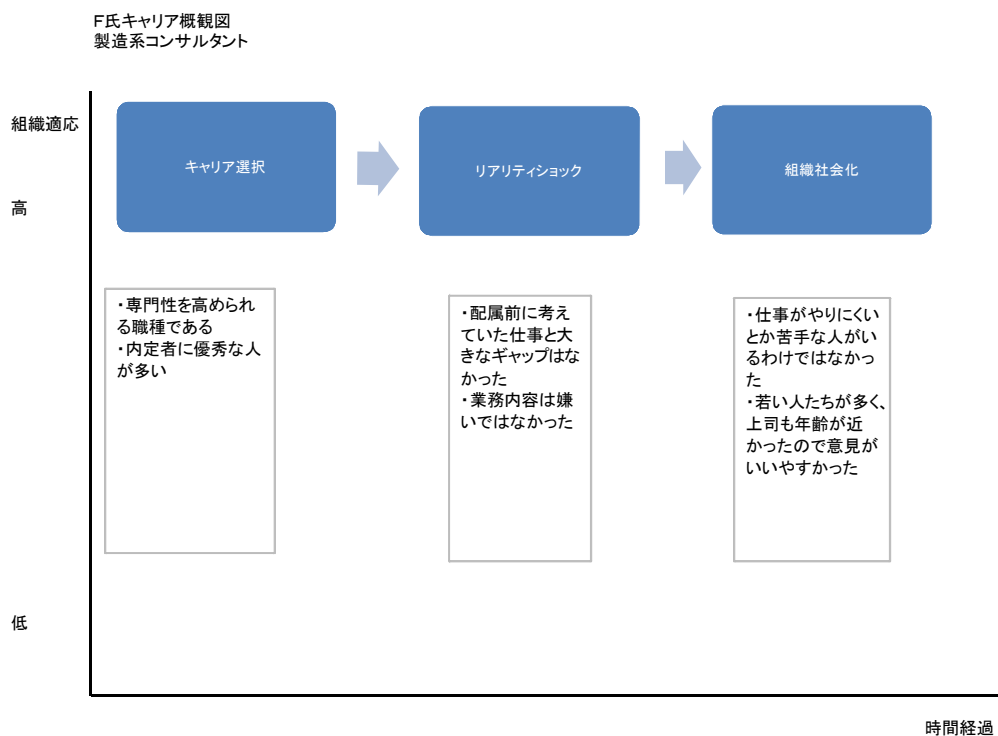 F氏キャリア概観図
製造系コンサルタント
組織適応
高
低
キャリア選択
リアリティショック
組織社会化
・専門性を高められ
る職種である
・内定者に優秀な人
が多い
・配属前に考え
ていた仕事と大
きなギャップはな
かった
・業務内容は嫌
いではなかった
・仕事がやりにくい
とか苦手な人がい
るわけではなかっ
た
・若い人たちが多く、
上司も年齢が近
かったので意見が
いいやすかった
時間経過